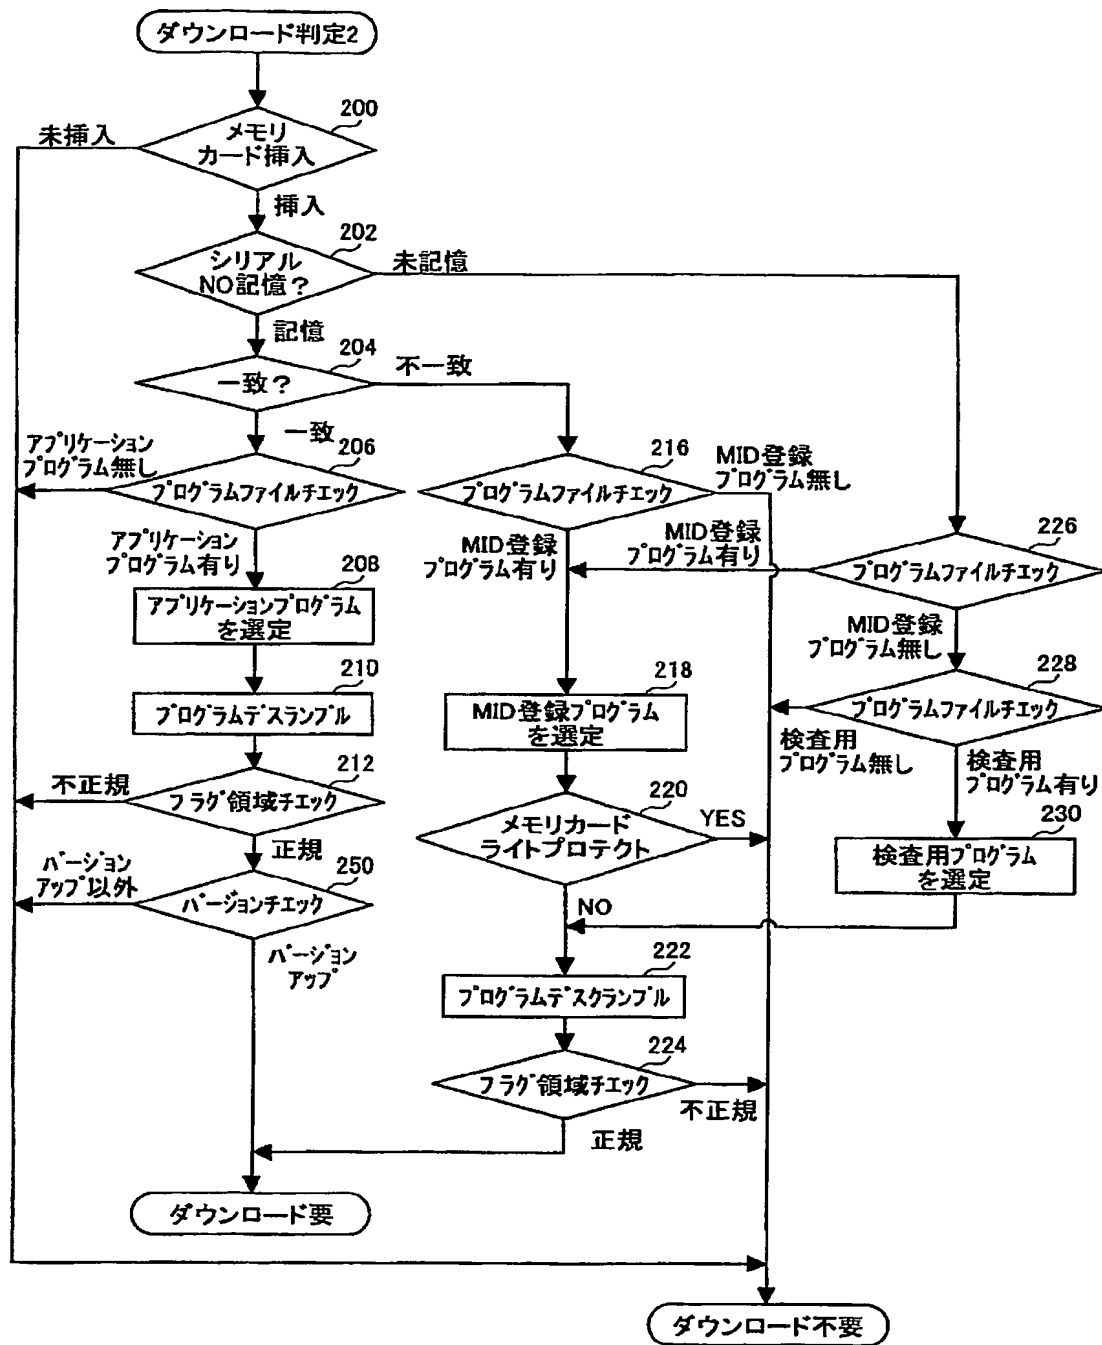 ダウンロード判定2
200
未挿入
メモリ
カード挿入
挿入
202
シリアル
NO記憶?
未記憶
記憶
204
一致?
不一致
一致
アプリケーション
プログラム無し
206
プログラムファイルチエック
216
プログラムファイルチエック
MID登録
プログラム無し
アプリケーション
プログラム有り
MID登録
プログラム有り
MID登録
プログラム有り
226
プログラムファイルチエック
208
アプリケーションプログラム
を選定
MID登録
プログラム無し
210
プログラムデスランブル
218
MID登録プログラム
を選定
228
プログラムファイルチエック
検査用
プログラム無し
検査用
プログラム有り
不正規
212
フラグ領域チエック
220
メモリカード
ライトプロテクト
YES
230
検査用プログラム
を選定
正規
バージョン
アップ以外
250
バージョンチエック
NO
バージョン
アップ
222
プログラムデスクランブル
224
フラグ領域チエック
不正規
正規
ダウンロード要
ダウンロード不要